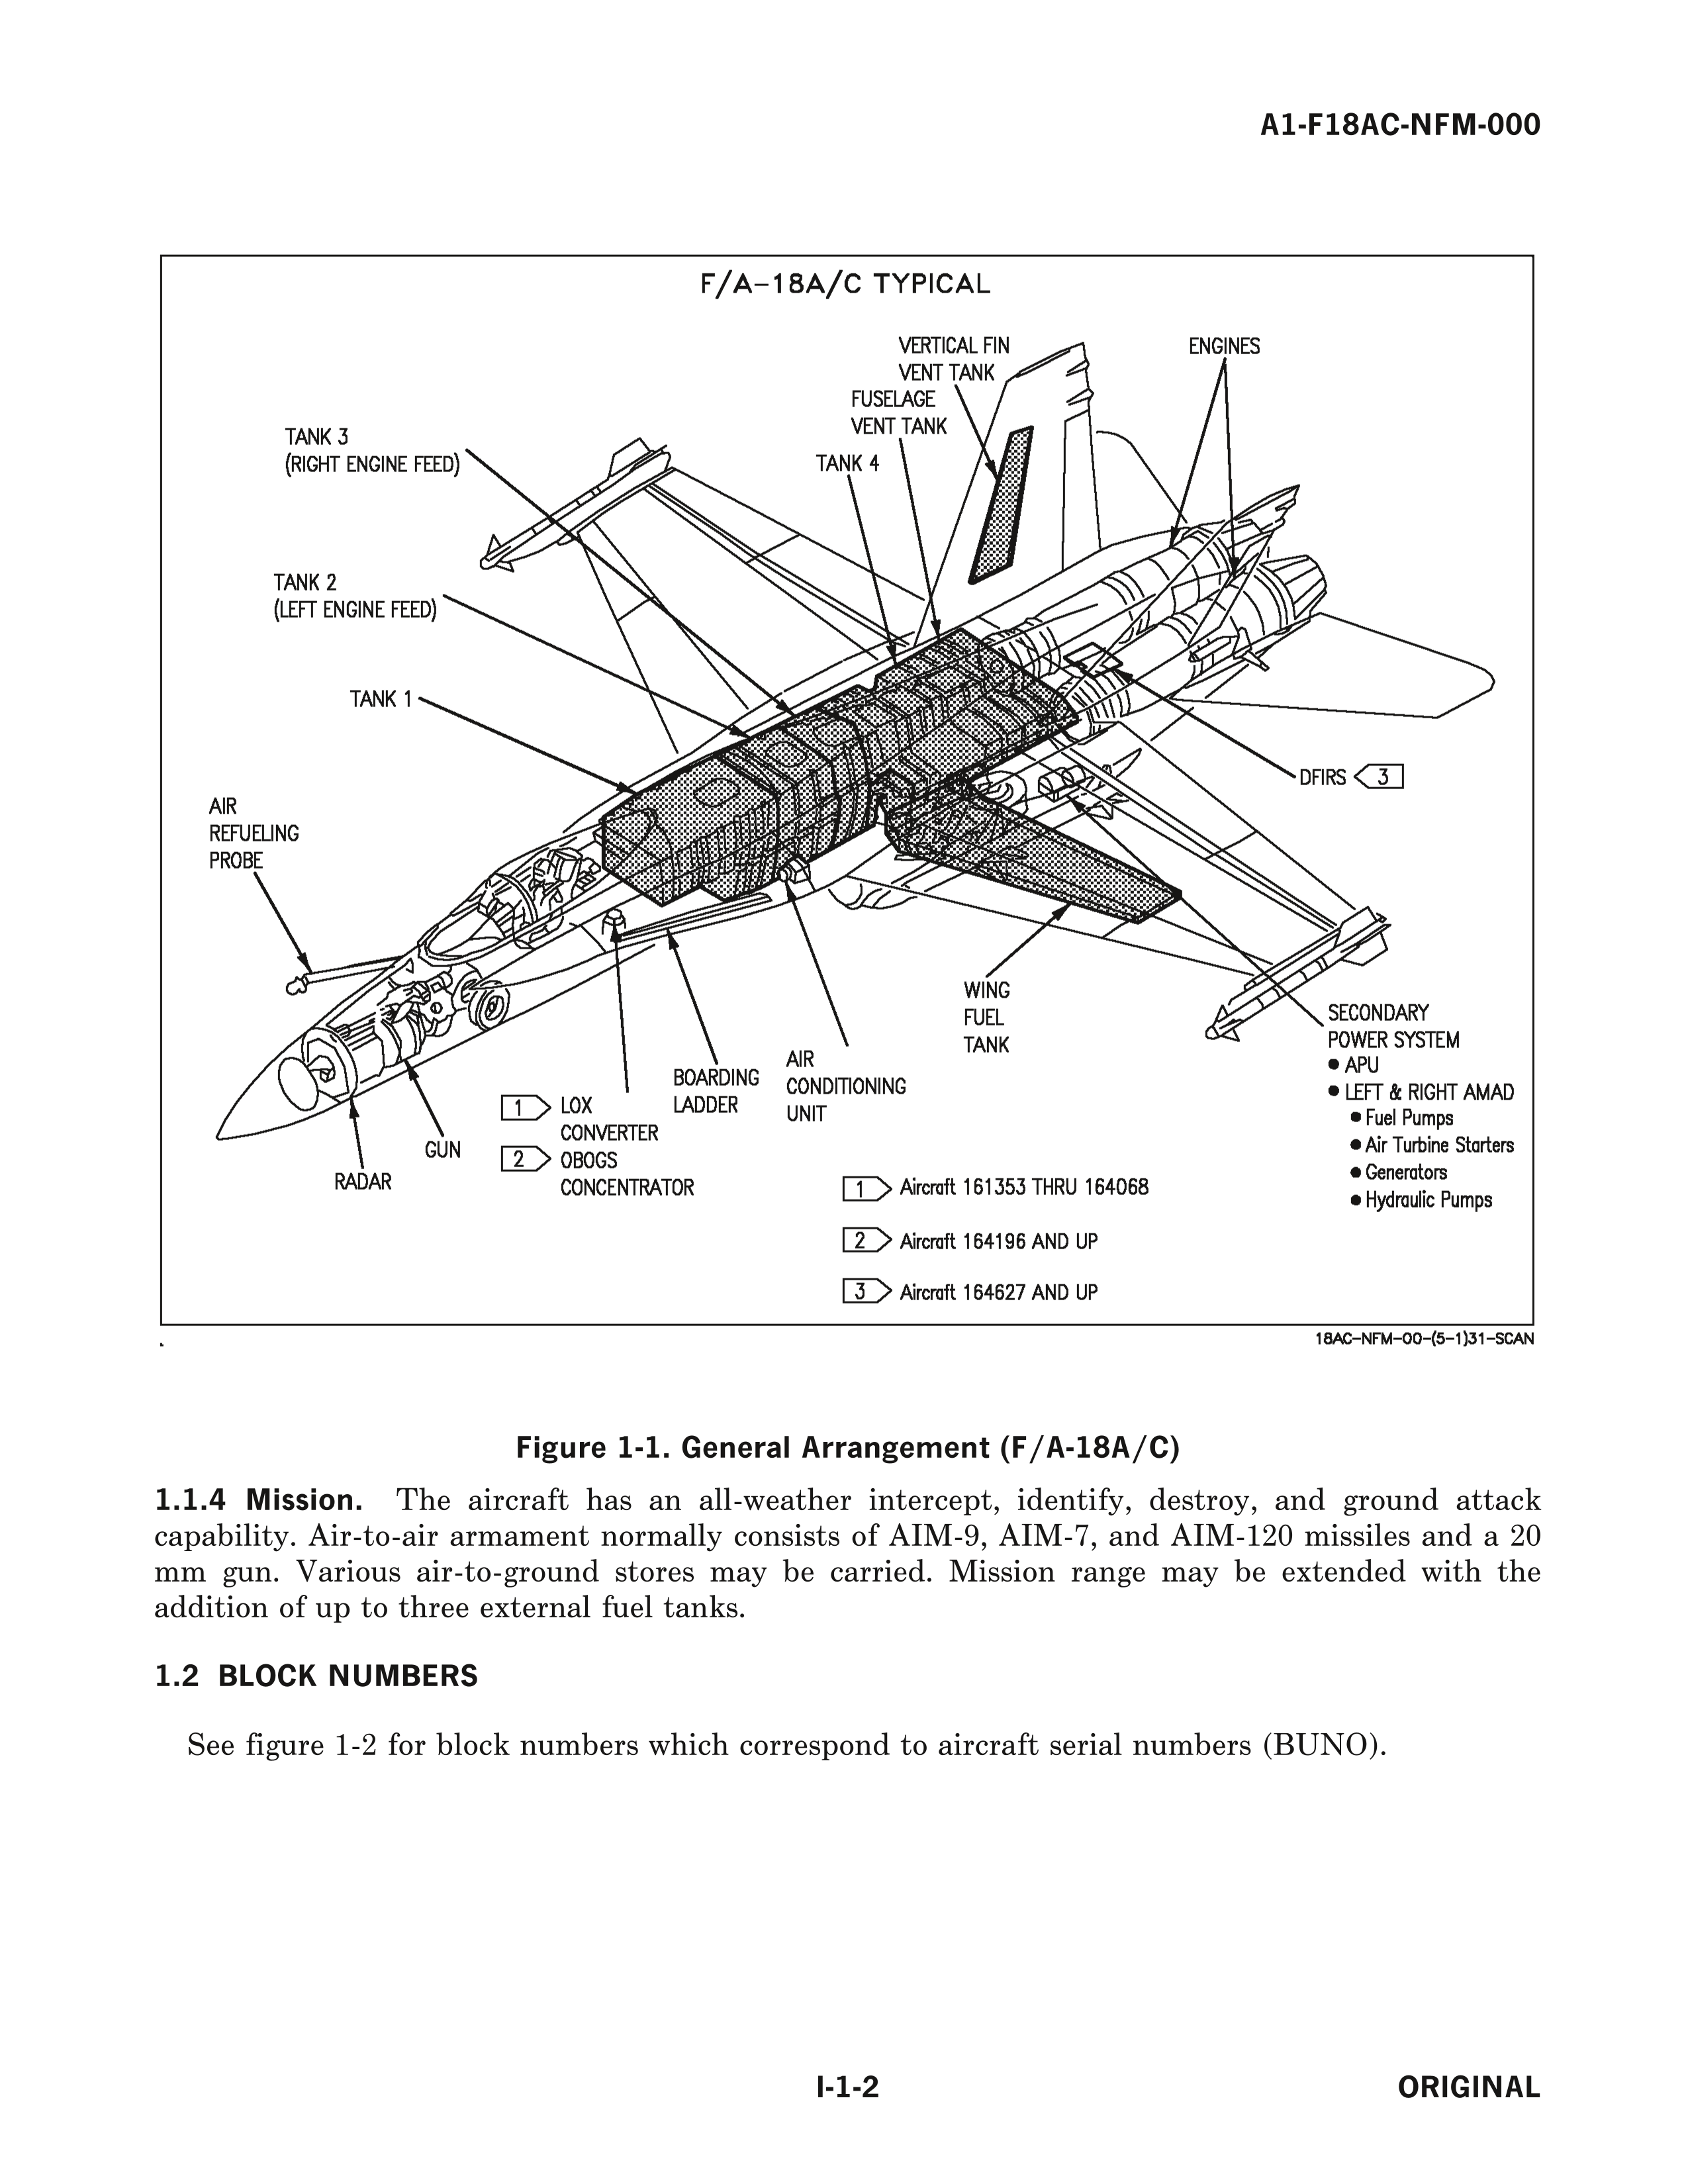 A1-F18AC-NFM-000
F/A-18A/C TYPICAL
VERTICAL FIN
VENT TANK
ENGINES
FUSELAGE
VENT TANK
TANK 4
TANK 3
(RIGHT ENGINE FEED)
TANK 2
(LEFT ENGINE FEED)
TANK 1
DFIRS 3
AIR
REFUELING
PROBE
WING
FUEL
TANK
SECONDARY
POWER SYSTEM
● APU
● LEFT & RIGHT AMAD
● Fuel Pumps
● Air Turbine Starters
● Generators
● Hydraulic Pumps
AIR
CONDITIONING
UNIT
BOARDING
LADDER
1 LOX
CONVERTER
2 OBOGS
CONCENTRATOR
GUN
RADAR
1 Aircraft 161353 THRU 164068
2 Aircraft 164196 AND UP
3 Aircraft 164627 AND UP
18AC-NFM-00-(5-1)31-SCAN
Figure 1-1. General Arrangement (F/A-18A/C)
1.1.4 Mission. The aircraft has an all-weather intercept, identify, destroy, and ground attack
capability. Air-to-air armament normally consists of AIM-9, AIM-7, and AIM-120 missiles and a 20
mm gun. Various air-to-ground stores may be carried. Mission range may be extended with the
addition of up to three external fuel tanks.
1.2 BLOCK NUMBERS
See figure 1-2 for block numbers which correspond to aircraft serial numbers (BUNO).
I-1-2
ORIGINAL